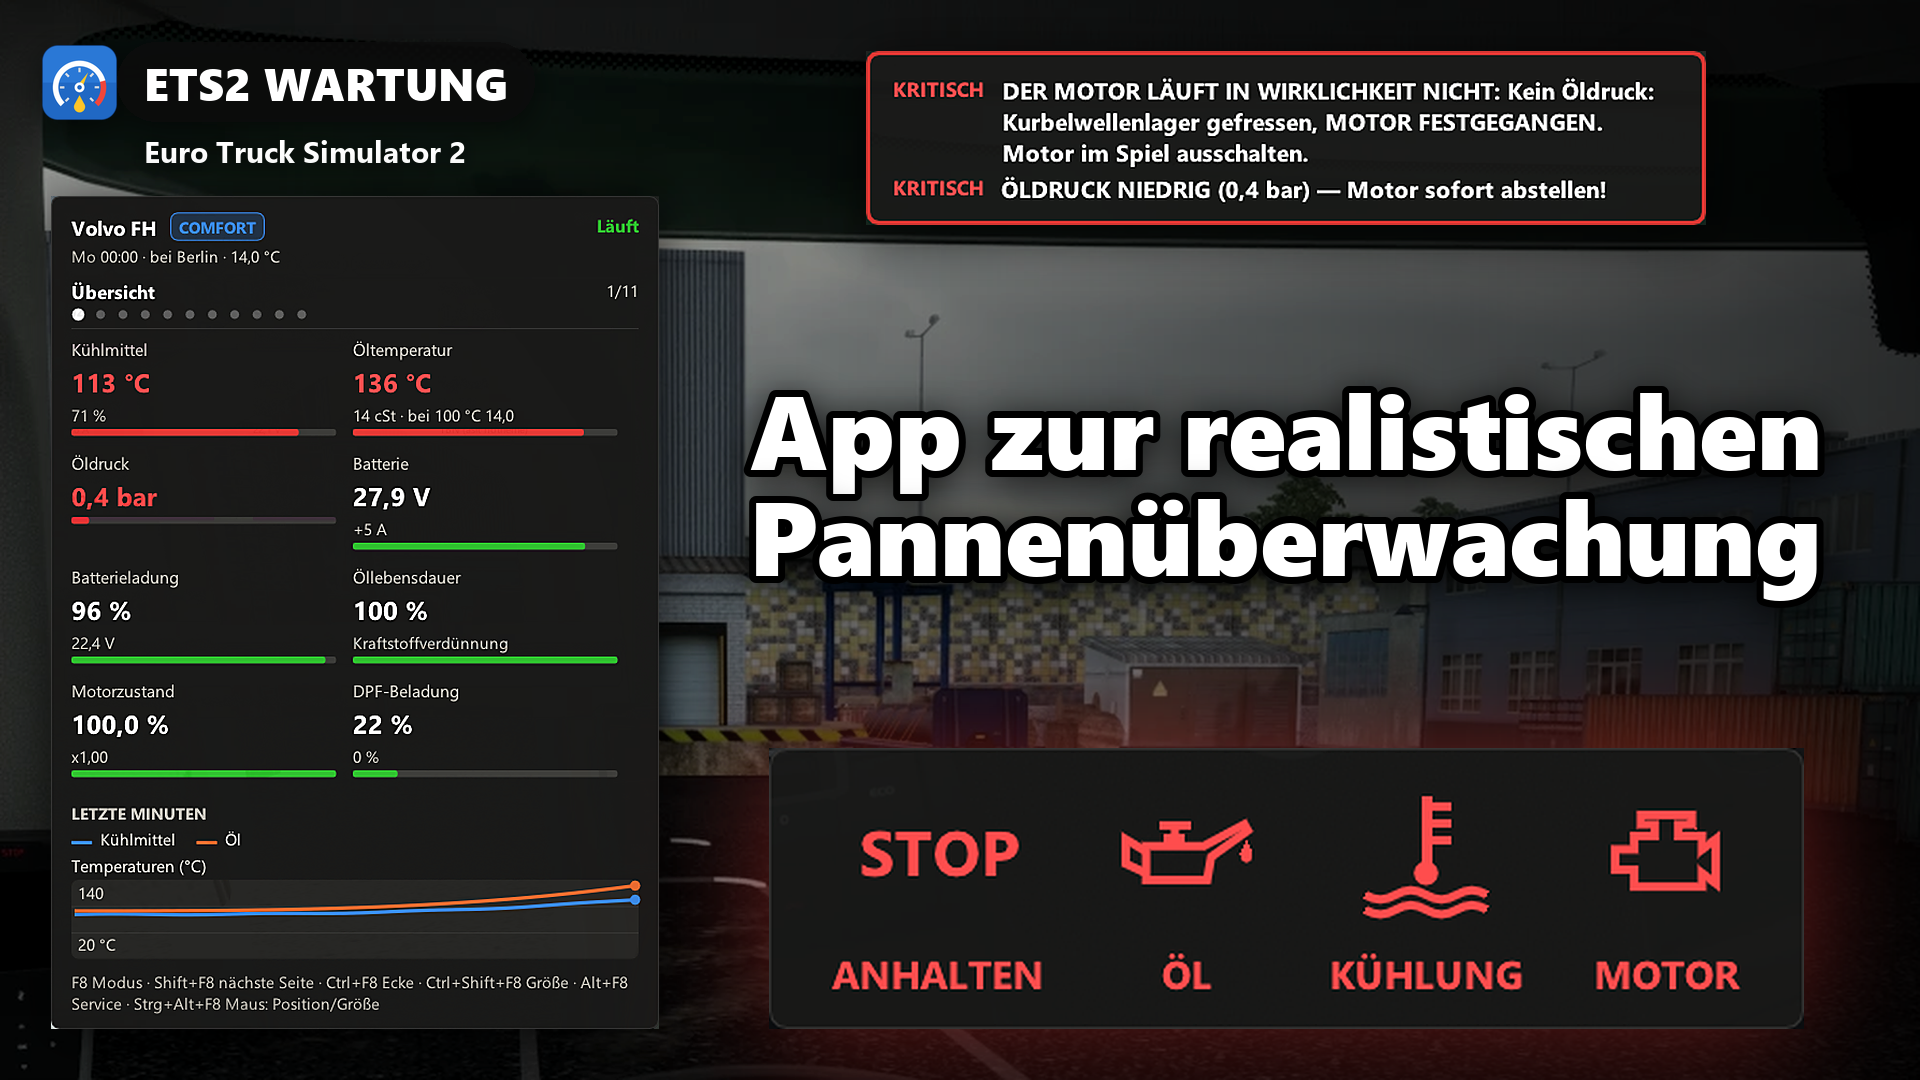 ETS2 WARTUNG
Euro Truck Simulator 2
KRITISCH DER MOTOR LÄUFT IN WIRKLICHKEIT NICHT: Kein Öldruck:
Kurbelwellenlager gefressen, MOTOR FESTGEGANGEN.
Motor im Spiel ausschalten.
KRITISCH ÖLDRUCK NIEDRIG (0,4 bar) — Motor sofort abstellen!
Volvo FH COMFORT Läuft
Mo 00:00 · bei Berlin · 14,0 °C
Übersicht 1/11
Kühlmittel Öltemperatur
113 °C 136 °C
71 % 14 cSt · bei 100 °C 14,0
Öldruck Batterie
0,4 bar 27,9 V
+5 A
Batterieladung Öllebensdauer
96 % 100 %
22,4 V Kraftstoffverdünnung
Motorzustand DPF-Beladung
100,0 % 22 %
x1,00 0 %
LETZTE MINUTEN
Kühlmittel Öl
Temperaturen (°C)
140
20 °C
F8 Modus · Shift+F8 nächste Seite · Ctrl+F8 Ecke · Ctrl+Shift+F8 Größe · Alt+F8
Service · Strg+Alt+F8 Maus: Position/Größe
App zur realistischen
Pannenüberwachung
STOP
ANHALTEN ÖL KÜHLUNG MOTOR